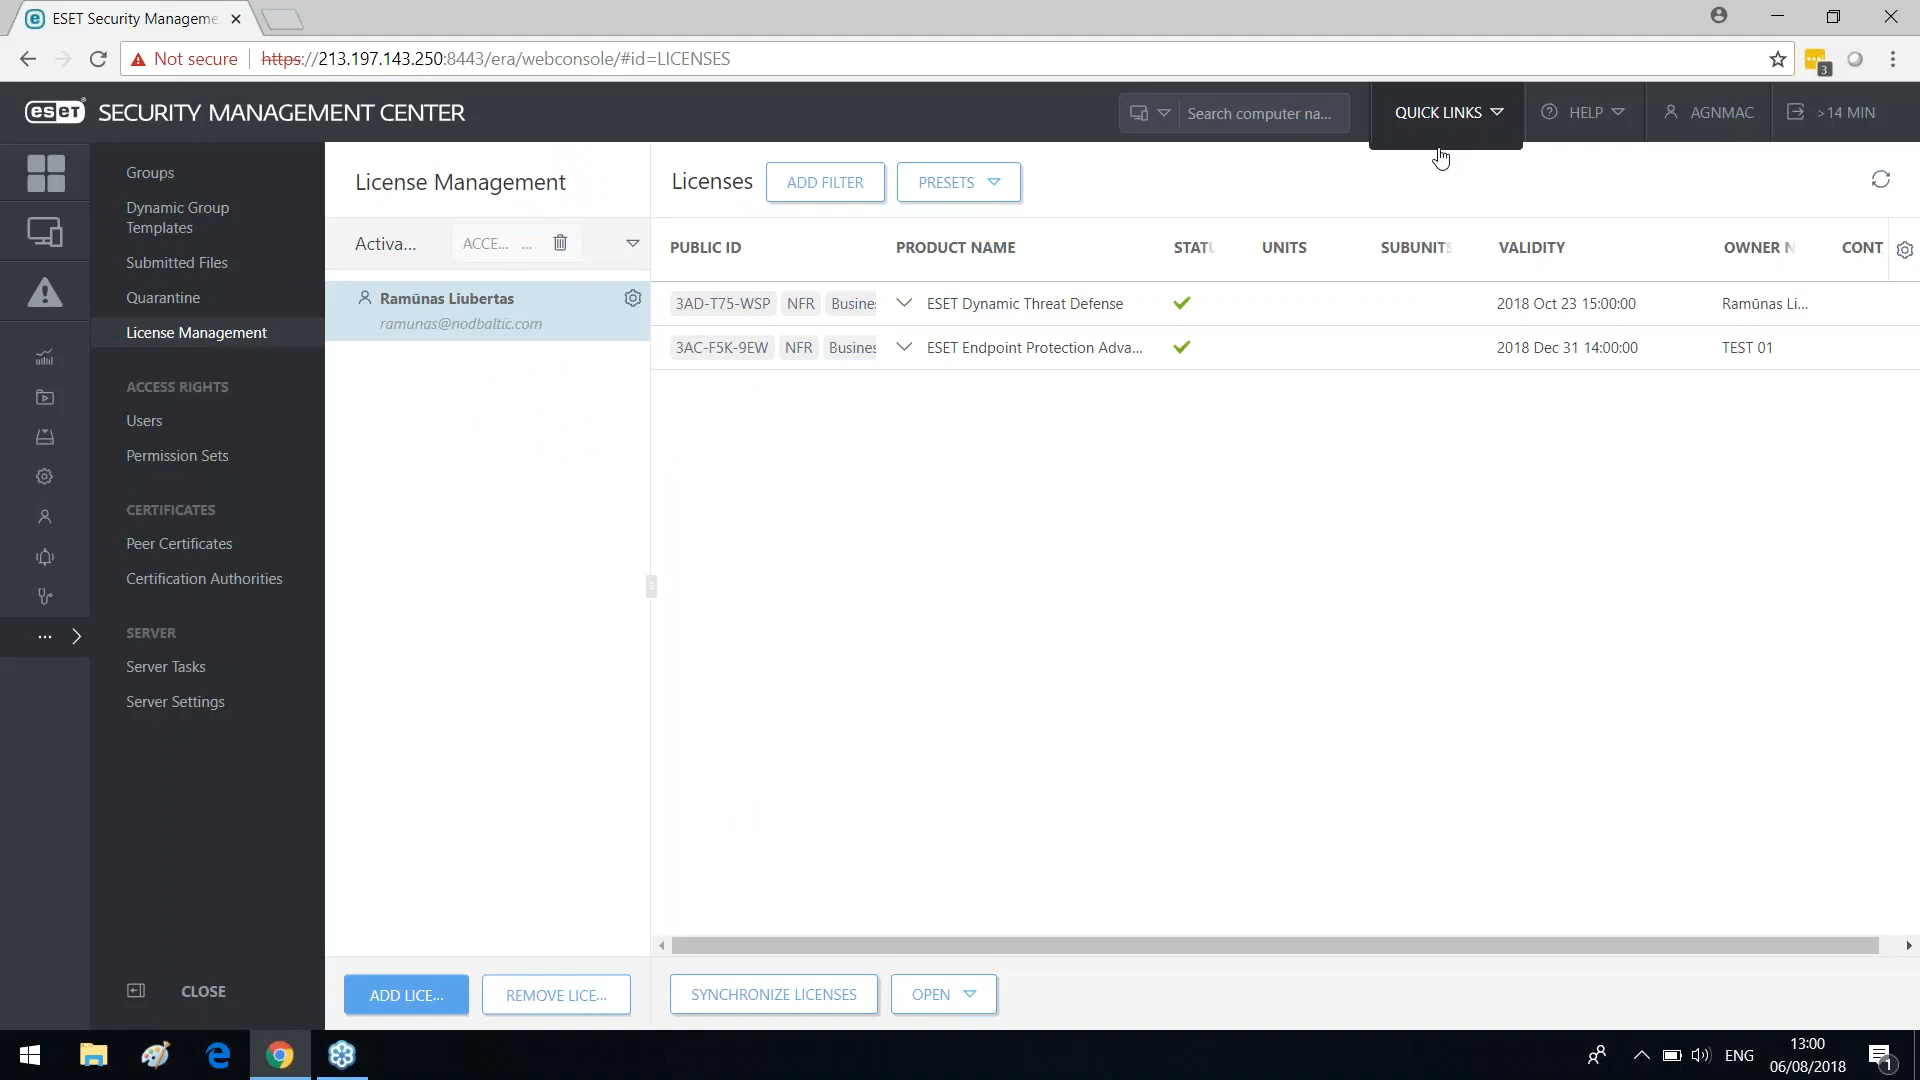 ESET Security Manageme
Not secure
https://213.197.143.250:8443/era/webconsole/#id=LICENSES
3
eset SECURITY MANAGEMENT CENTER
Search computer na...
QUICK LINKS
HELP
AGNMAC
>14 MIN
Groups
Dynamic Group
Templates
Submitted Files
Quarantine
License Management
ACCESS RIGHTS
Users
Permission Sets
CERTIFICATES
Peer Certificates
Certification Authorities
SERVER
Server Tasks
Server Settings
CLOSE
License Management
Activa...
ACCE... ...
Ramūnas Liubertas
ramunas@nodbaltic.com
ADD LICE...
REMOVE LICE...
Licenses
ADD FILTER
PRESETS
PUBLIC ID PRODUCT NAME STATU UNITS SUBUNITS VALIDITY OWNER N CONT
3AD-T75-WSP NFR Busine ESET Dynamic Threat Defense 2018 Oct 23 15:00:00 Ramūnas Li...
3AC-F5K-9EW NFR Busines ESET Endpoint Protection Adva... 2018 Dec 31 14:00:00 TEST 01
SYNCHRONIZE LICENSES
OPEN
ENG
13:00
06/08/2018
1